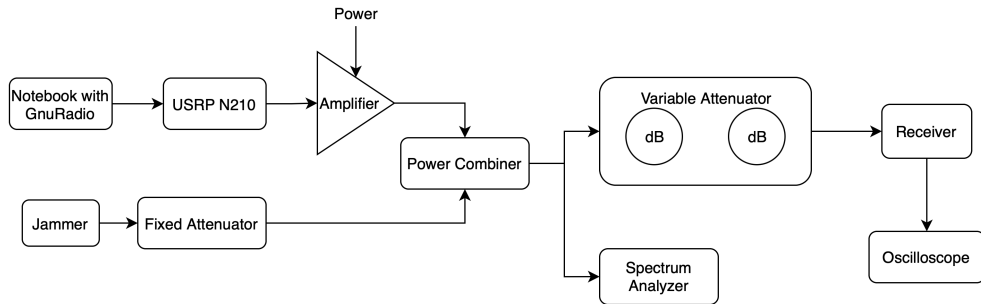 Power
Notebook with
GnuRadio
USRP N210
Amplifier
Variable Attenuator
dB
dB
Receiver
Power Combiner
Jammer
Fixed Attenuator
Spectrum
Analyzer
Oscilloscope